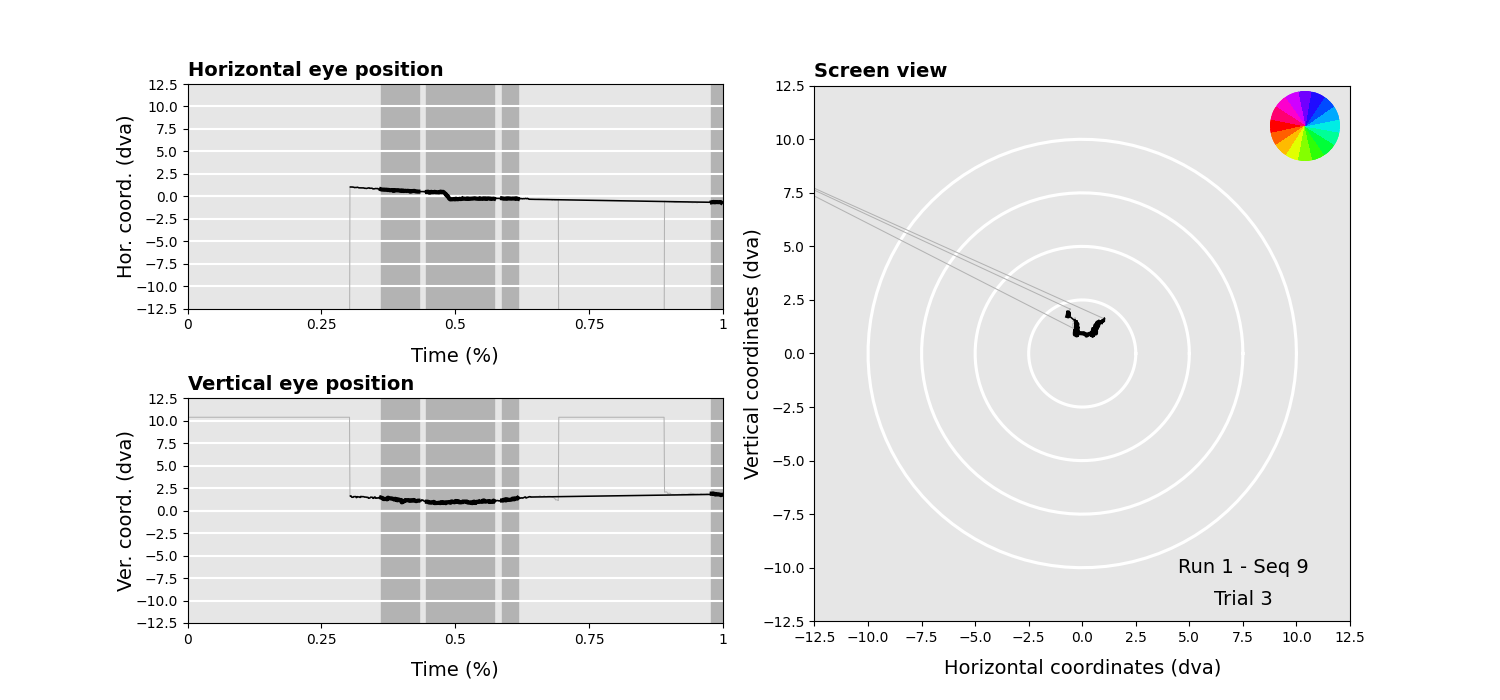 Horizontal eye position
Hor. coord. (dva)
12.5
10.0
7.5
5.0
2.5
0.0
−2.5
−5.0
−7.5
−10.0
−12.5
0 0.25 0.5 0.75 1
Time (%)
Vertical eye position
Ver. coord. (dva)
12.5
10.0
7.5
5.0
2.5
0.0
−2.5
−5.0
−7.5
−10.0
−12.5
0 0.25 0.5 0.75 1
Time (%)
Screen view
Vertical coordinates (dva)
12.5
10.0
7.5
5.0
2.5
0.0
−2.5
−5.0
−7.5
−10.0
−12.5
Run 1 - Seq 9
Trial 3
−12.5 −10.0 −7.5 −5.0 −2.5 0.0 2.5 5.0 7.5 10.0 12.5
Horizontal coordinates (dva)